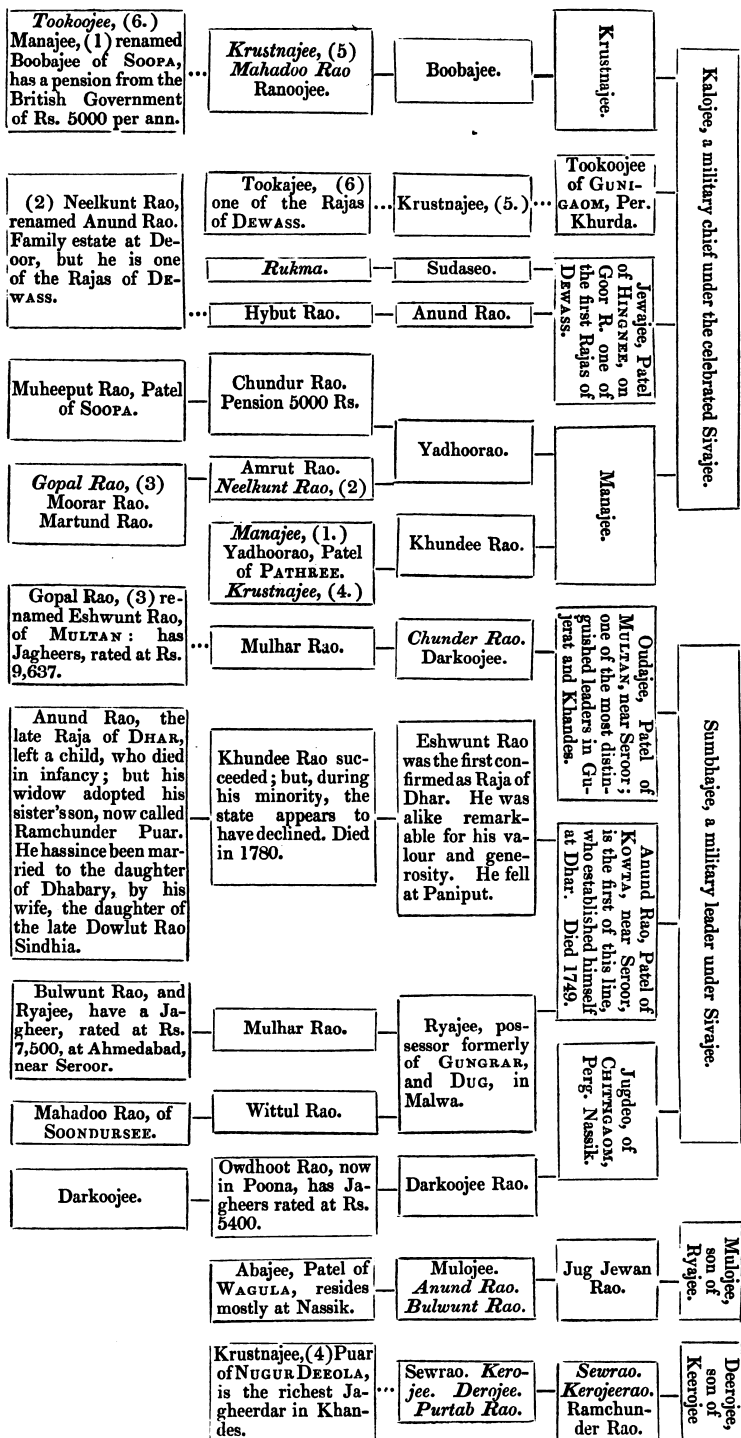 Tookoojee, (6.)
Manajee, (1) renamed
Boobajee of SOOPA,
has a pension from the
British Government
of Rs. 5000 per ann.
Krustnajee, (5)
Mahadoo Rao
Ranoojee.
Boobajee.
Krustnajee.
Kalojee, a military chief under the celebrated Sivajee.
(2) Neelkunt Rao,
renamed Anund Rao.
Family estate at De-
oor, but he is one
of the Rajas of DE-
WASS.
Tookajee, (6)
one of the Rajas
of DEWASS.
Krustnajee, (5.)
Tookoojee
of GUNI-
GAOM, Per.
Khurda.
Rukma.
Sudaseo.
Hybut Rao.
Anund Rao.
Jewajee, Patel
of HINGNEE, on
Goor R. one of
the first Rajas of
DEWASS.
Muheeput Rao, Patel
of SOOPA.
Chundur Rao.
Pension 5000 Rs.
Yadhoorao.
Manajee.
Gopal Rao, (3)
Moorar Rao.
Martund Rao.
Amrut Rao.
Neelkunt Rao, (2)
Manajee, (1.)
Yadhoorao, Patel
of PATHREE.
Krustnajee, (4.)
Khundee Rao.
Gopal Rao, (3) re-
named Eshwunt Rao,
of MULTAN: has
Jagheers, rated at Rs.
9,637.
Mulhar Rao.
Chunder Rao.
Darkoojee.
Oudajee, Patel of
MULTAN, near Seroor;
one of the most distin-
guished leaders in Gu-
jerat and Khandes.
Sumbhajee, a military leader under Sivajee.
Anund Rao, the
late Raja of DHAR,
left a child, who died
in infancy; but his
widow adopted his
sister'sson, now called
Ramchunder Puar.
He hassince been mar-
ried to the daughter
of Dhabary, by his
wife, the daughter of
the late Dowlut Rao
Sindhia.
Khundee Rao suc-
ceeded; but, during
his minority, the
state appears to
have declined. Died
in 1780.
Eshwunt Rao
was the first con-
firmed as Raja of
Dhar. He was
alike remark-
able for his va-
lour and gene-
rosity. He fell
at Paniput.
Anund Rao, Patel of
KOWTA, near Seroor,
is the first of this line,
who established himself
at Dhar. Died 1749.
Bulwunt Rao, and
Ryajee, have a Ja-
gheer, rated at Rs.
7,500, at Ahmedabad,
near Seroor.
Mulhar Rao.
Ryajee, pos-
sessor formerly
of GUNGRAR,
and DUG, in
Malwa.
Mahadoo Rao, of
SOONDURSEE.
Wittul Rao.
Jugdeo, of
CHITTIGAOM,
Perg. Nassik.
Darkoojee.
Owdhoot Rao, now
in Poona, has Ja-
gheers rated at Rs.
5400.
Darkoojee Rao.
Abajee, Patel of
WAGULA, resides
mostly at Nassik.
Mulojee.
Anund Rao.
Bulwunt Rao.
Jug Jewan
Rao.
Mulojee,
son of
Ryajee.
Krustnajee,(4)Puar
of NUGUR DEEOLA,
is the richest Ja-
gheerdar in Khan-
des.
Sewrao. Kero-
jee. Derojee.
Purtab Rao.
Sewrao.
Kerojeerao.
Ramchun-
der Rao.
Deerojee,
son of
Keerojee